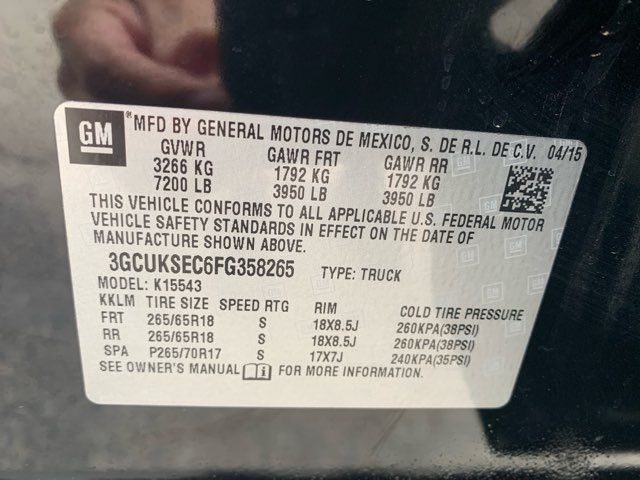 GM ®MFD BY GENERAL MOTORS DE MEXICO, S. DE R.L. DE C.V. 04/15
GVWR GAWR FRT GAWR RR
3266 KG 1792 KG 1792 KG
7200 LB 3950 LB 3950 LB
THIS VEHICLE CONFORMS TO ALL APPLICABLE U.S. FEDERAL MOTOR
VEHICLE SAFETY STANDARDS IN EFFECT ON THE DATE OF
MANUFACTURE SHOWN ABOVE.
3GCUKSEC6FG358265 TYPE: TRUCK
MODEL: K15543
KKLM TIRE SIZE SPEED RTG RIM COLD TIRE PRESSURE
FRT 265/65R18 S 18X8.5J 260KPA(38PSI)
RR 265/65R18 S 18X8.5J 260KPA(38PSI)
SPA P265/70R17 S 17X7J 240KPA(35PSI)
SEE OWNER'S MANUAL FOR MORE INFORMATION.